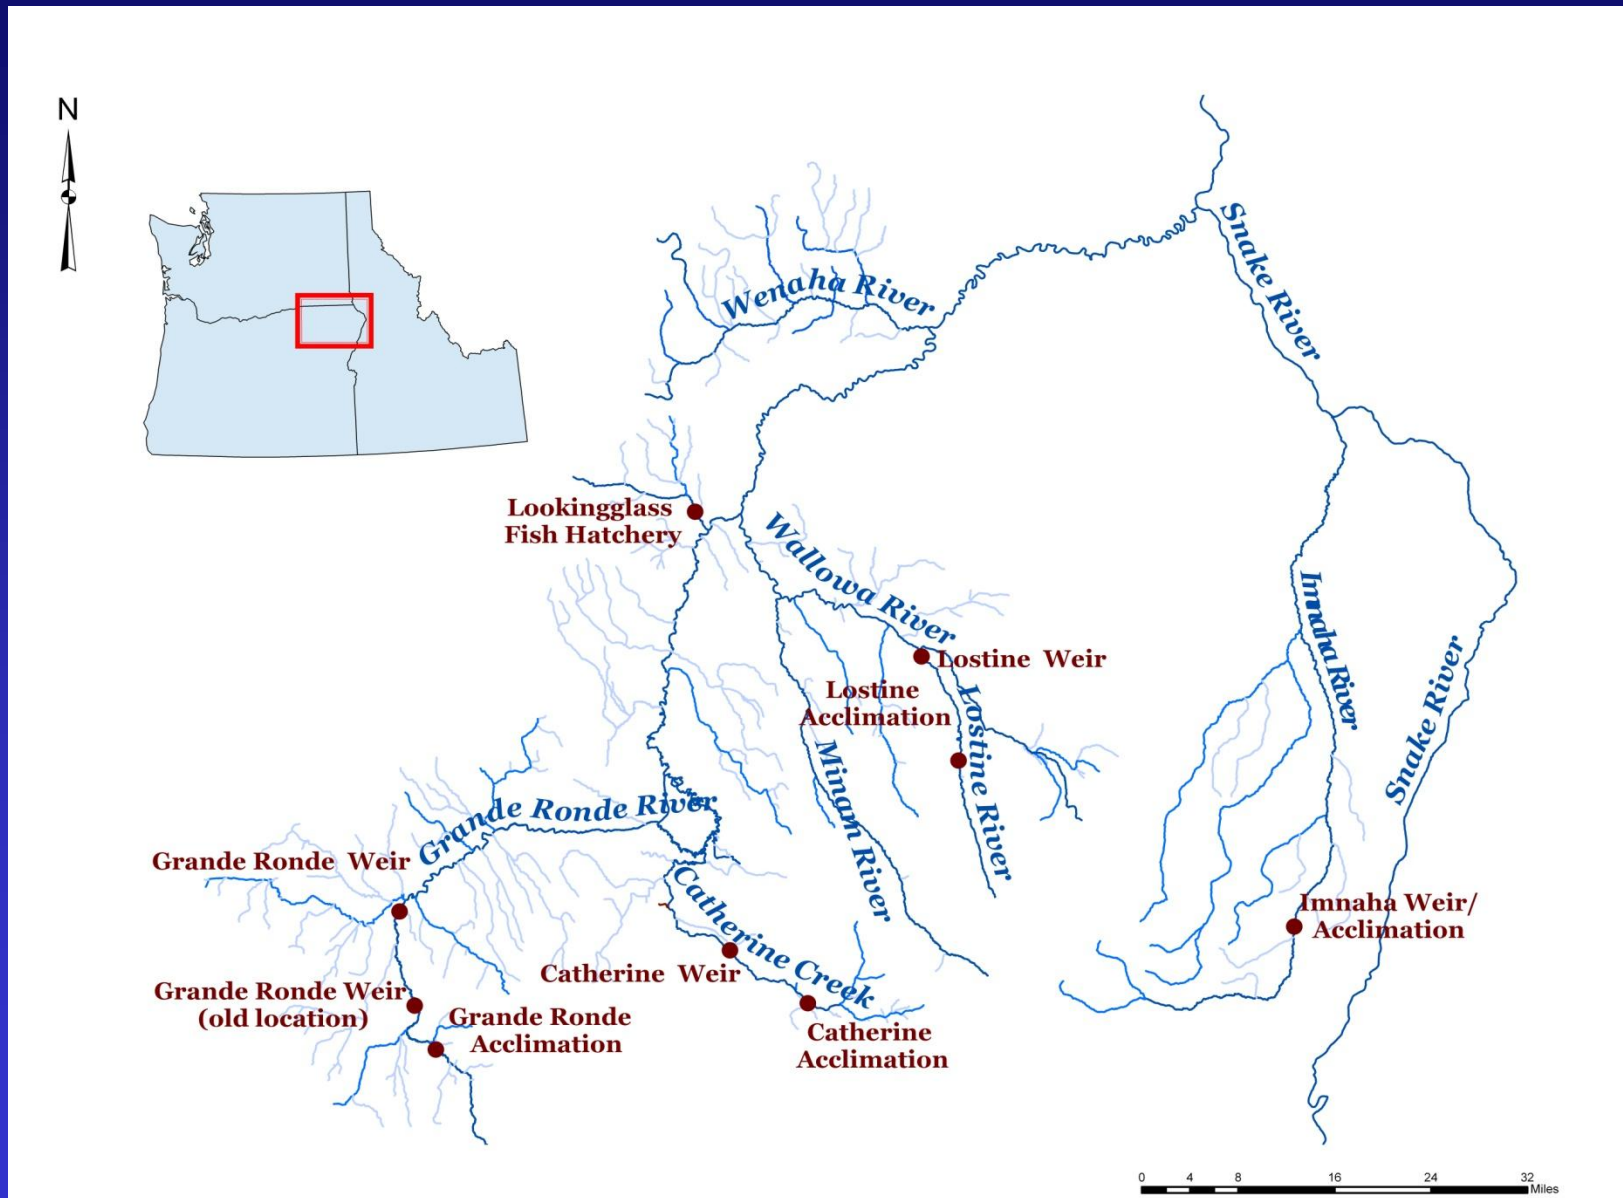 N
Snake River
Wenaha River
Lookingglass
Fish Hatchery
Wallowa River
Lostine Weir
Lostine
Acclimation
Lostine River
Imnaha River
Snake River
Minam River
Grande Ronde River
Grande Ronde Weir
Catherine Creek
Imnaha Weir/
Acclimation
Catherine Weir
Grande Ronde Weir
(old location)
Grande Ronde
Acclimation
Catherine
Acclimation
0 4 8 16 24 32
Miles